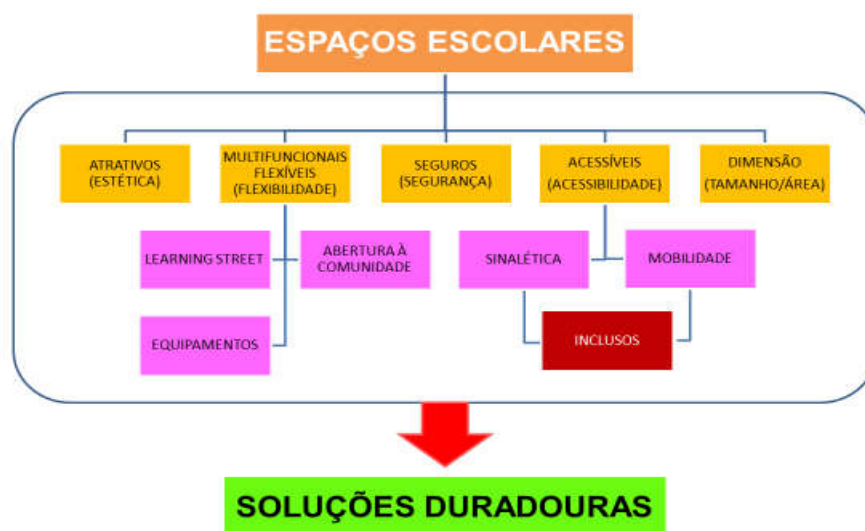 ESPAÇOS ESCOLARES
ATRATIVOS
(ESTÉTICA)
MULTIFUNCIONAIS
FLEXÍVEIS
(FLEXIBILIDADE)
SEGUROS
(SEGURANÇA)
ACESSÍVEIS
(ACESSIBILIDADE)
DIMENSÃO
(TAMANHO/ÁREA)
LEARNING STREET
ABERTURA À
COMUNIDADE
SINALÉTICA
MOBILIDADE
EQUIPAMENTOS
INCLUSOS
SOLUÇÕES DURADOURAS